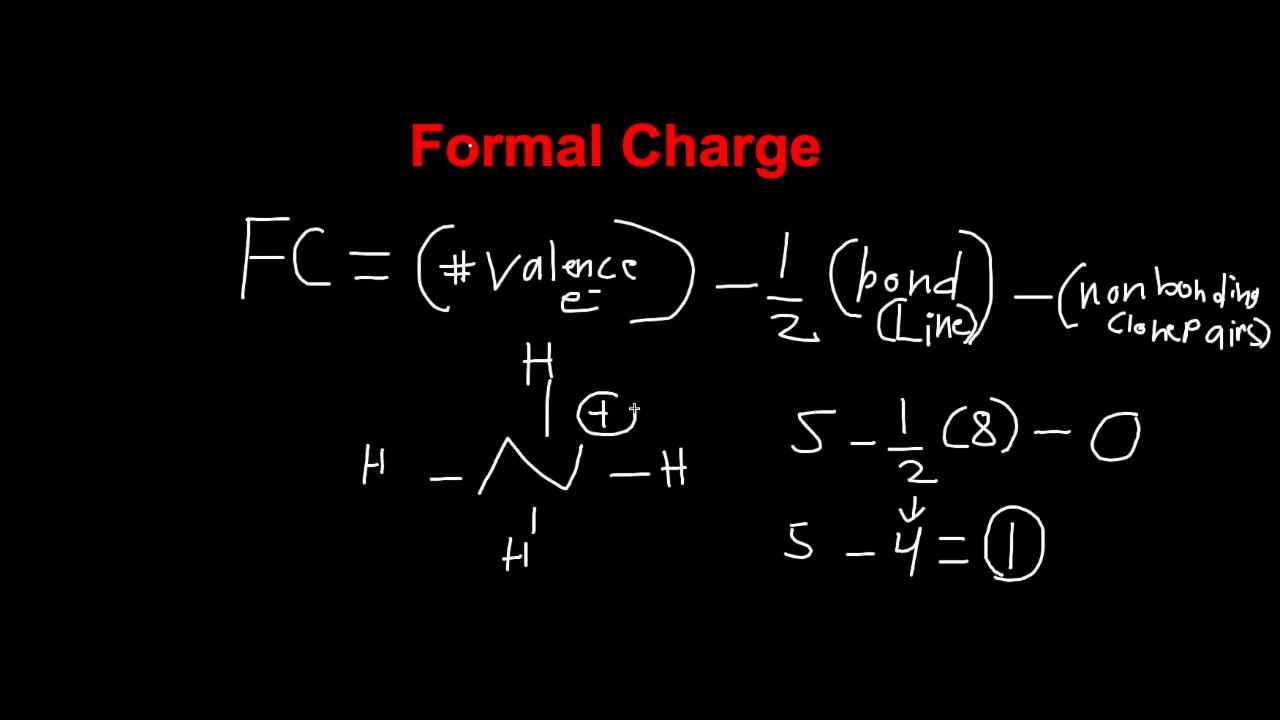 Formal Charge
FC = (# valence e-) - 1/2 (bond (Line)) - (nonbonding (lone pairs)
H
H - N - H +
H
5 - 1/2 (8) - 0
5 - 4 = 1